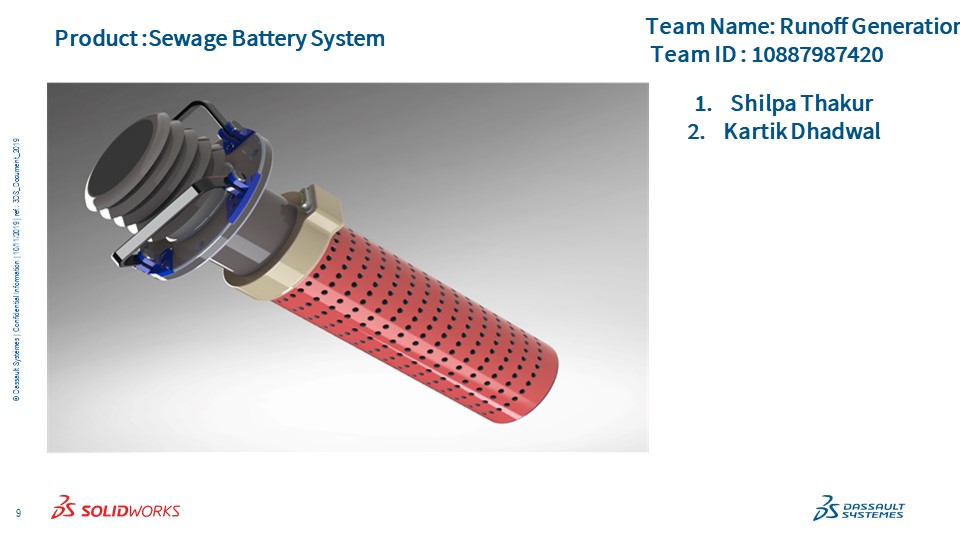 Product :Sewage Battery System
Team Name: Runoff Generation
Team ID : 10887987420
1. Shilpa Thakur
2. Kartik Dhadwal
© Dassault Systèmes | Confidential Information | 10/11/2019 | ref.: 3DS_Document_2019
9
SOLIDWORKS
DASSAULT
SYSTEMES